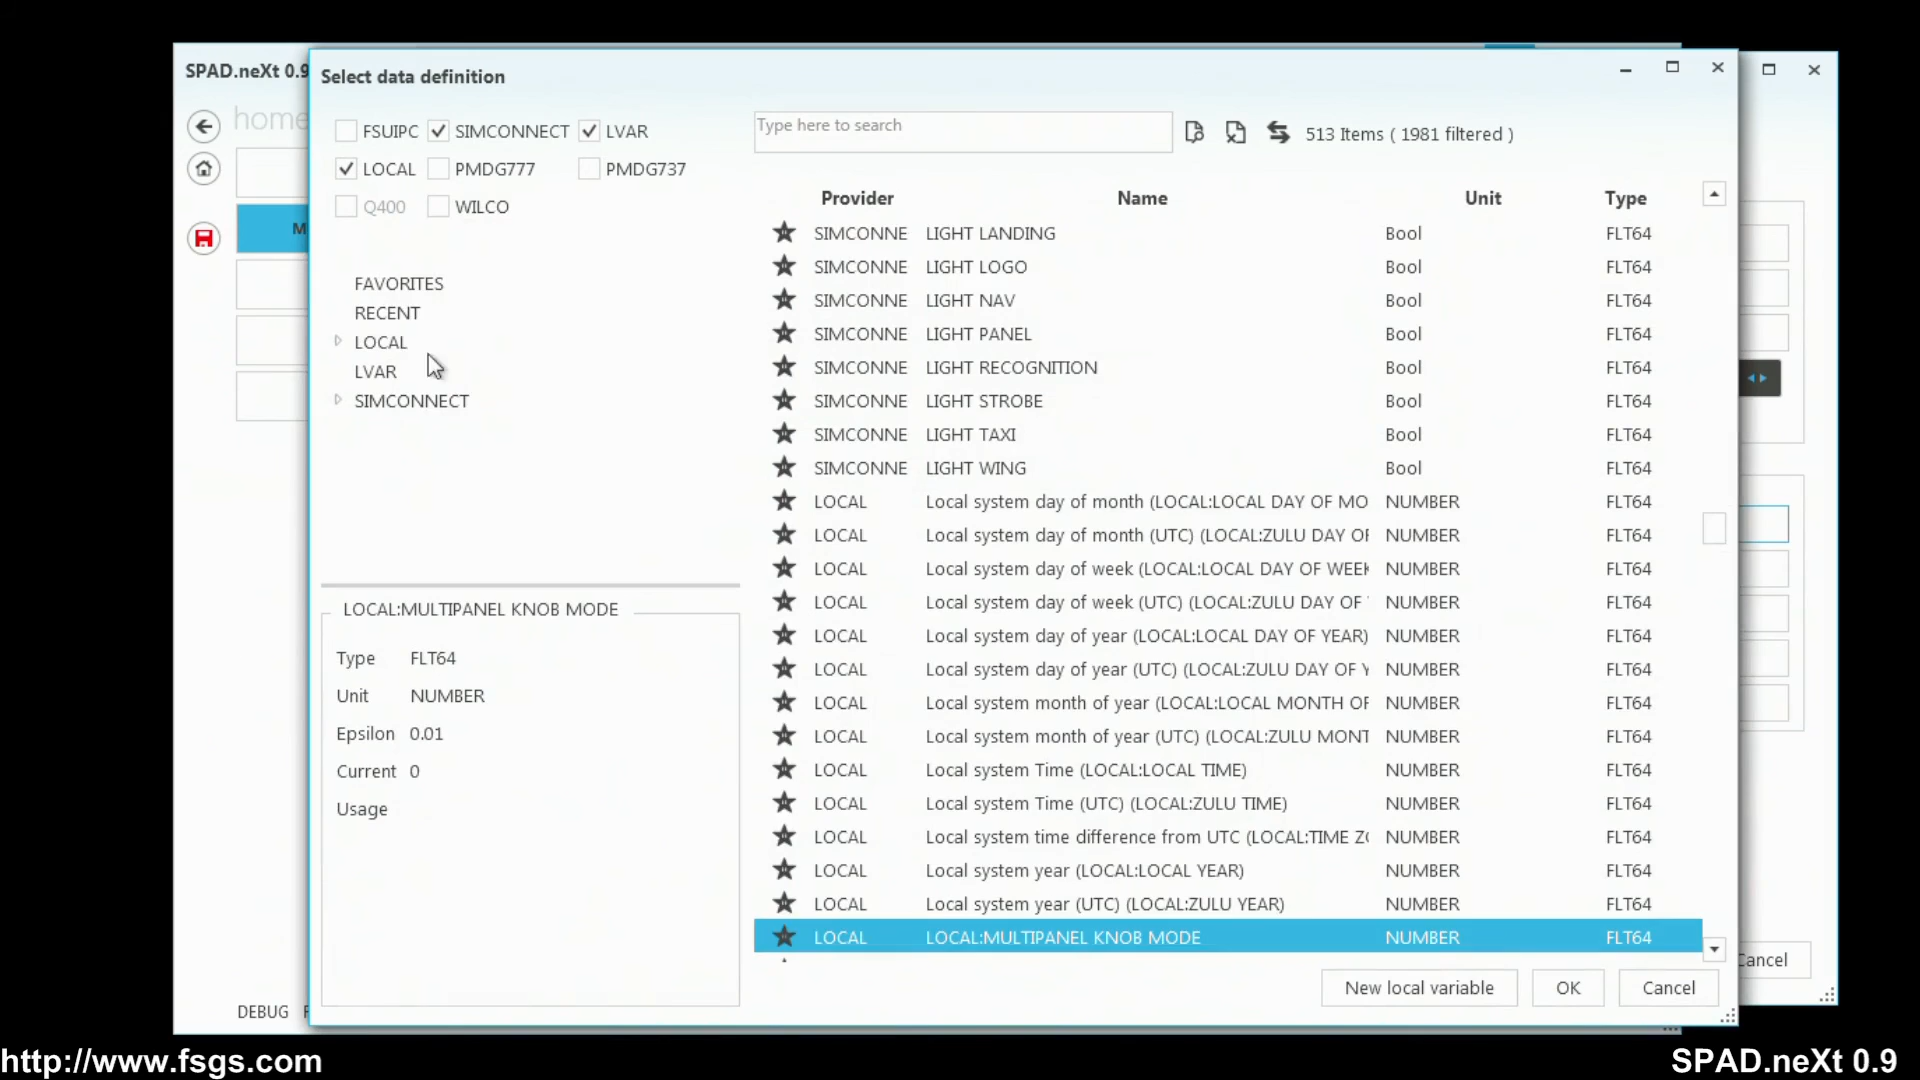 SPAD.neXt 0.9
Select data definition
home
FSUIPC SIMCONNECT LVAR
LOCAL PMDG777 PMDG737
Q400 WILCO
Type here to search
513 Items ( 1981 filtered )
M
FAVORITES
RECENT
LOCAL
LVAR
SIMCONNECT
Provider Name Unit Type
SIMCONNE LIGHT LANDING Bool FLT64
SIMCONNE LIGHT LOGO Bool FLT64
SIMCONNE LIGHT NAV Bool FLT64
SIMCONNE LIGHT PANEL Bool FLT64
SIMCONNE LIGHT RECOGNITION Bool FLT64
SIMCONNE LIGHT STROBE Bool FLT64
SIMCONNE LIGHT TAXI Bool FLT64
SIMCONNE LIGHT WING Bool FLT64
LOCAL Local system day of month (LOCAL:LOCAL DAY OF MO NUMBER FLT64
LOCAL Local system day of month (UTC) (LOCAL:ZULU DAY OF NUMBER FLT64
LOCAL Local system day of week (LOCAL:LOCAL DAY OF WEEK NUMBER FLT64
LOCAL Local system day of week (UTC) (LOCAL:ZULU DAY OF NUMBER FLT64
LOCAL Local system day of year (LOCAL:LOCAL DAY OF YEAR) NUMBER FLT64
LOCAL Local system day of year (UTC) (LOCAL:ZULU DAY OF Y NUMBER FLT64
LOCAL Local system month of year (LOCAL:LOCAL MONTH OF NUMBER FLT64
LOCAL Local system month of year (UTC) (LOCAL:ZULU MONT NUMBER FLT64
LOCAL Local system Time (LOCAL:LOCAL TIME) NUMBER FLT64
LOCAL Local system Time (UTC) (LOCAL:ZULU TIME) NUMBER FLT64
LOCAL Local system time difference from UTC (LOCAL:TIME ZO NUMBER FLT64
LOCAL Local system year (LOCAL:LOCAL YEAR) NUMBER FLT64
LOCAL Local system year (UTC) (LOCAL:ZULU YEAR) NUMBER FLT64
LOCAL LOCAL:MULTIPANEL KNOB MODE NUMBER FLT64
LOCAL:MULTIPANEL KNOB MODE
Type FLT64
Unit NUMBER
Epsilon 0.01
Current 0
Usage
New local variable OK Cancel
Cancel
DEBUG F
http://www.fsgs.com
SPAD.neXt 0.9